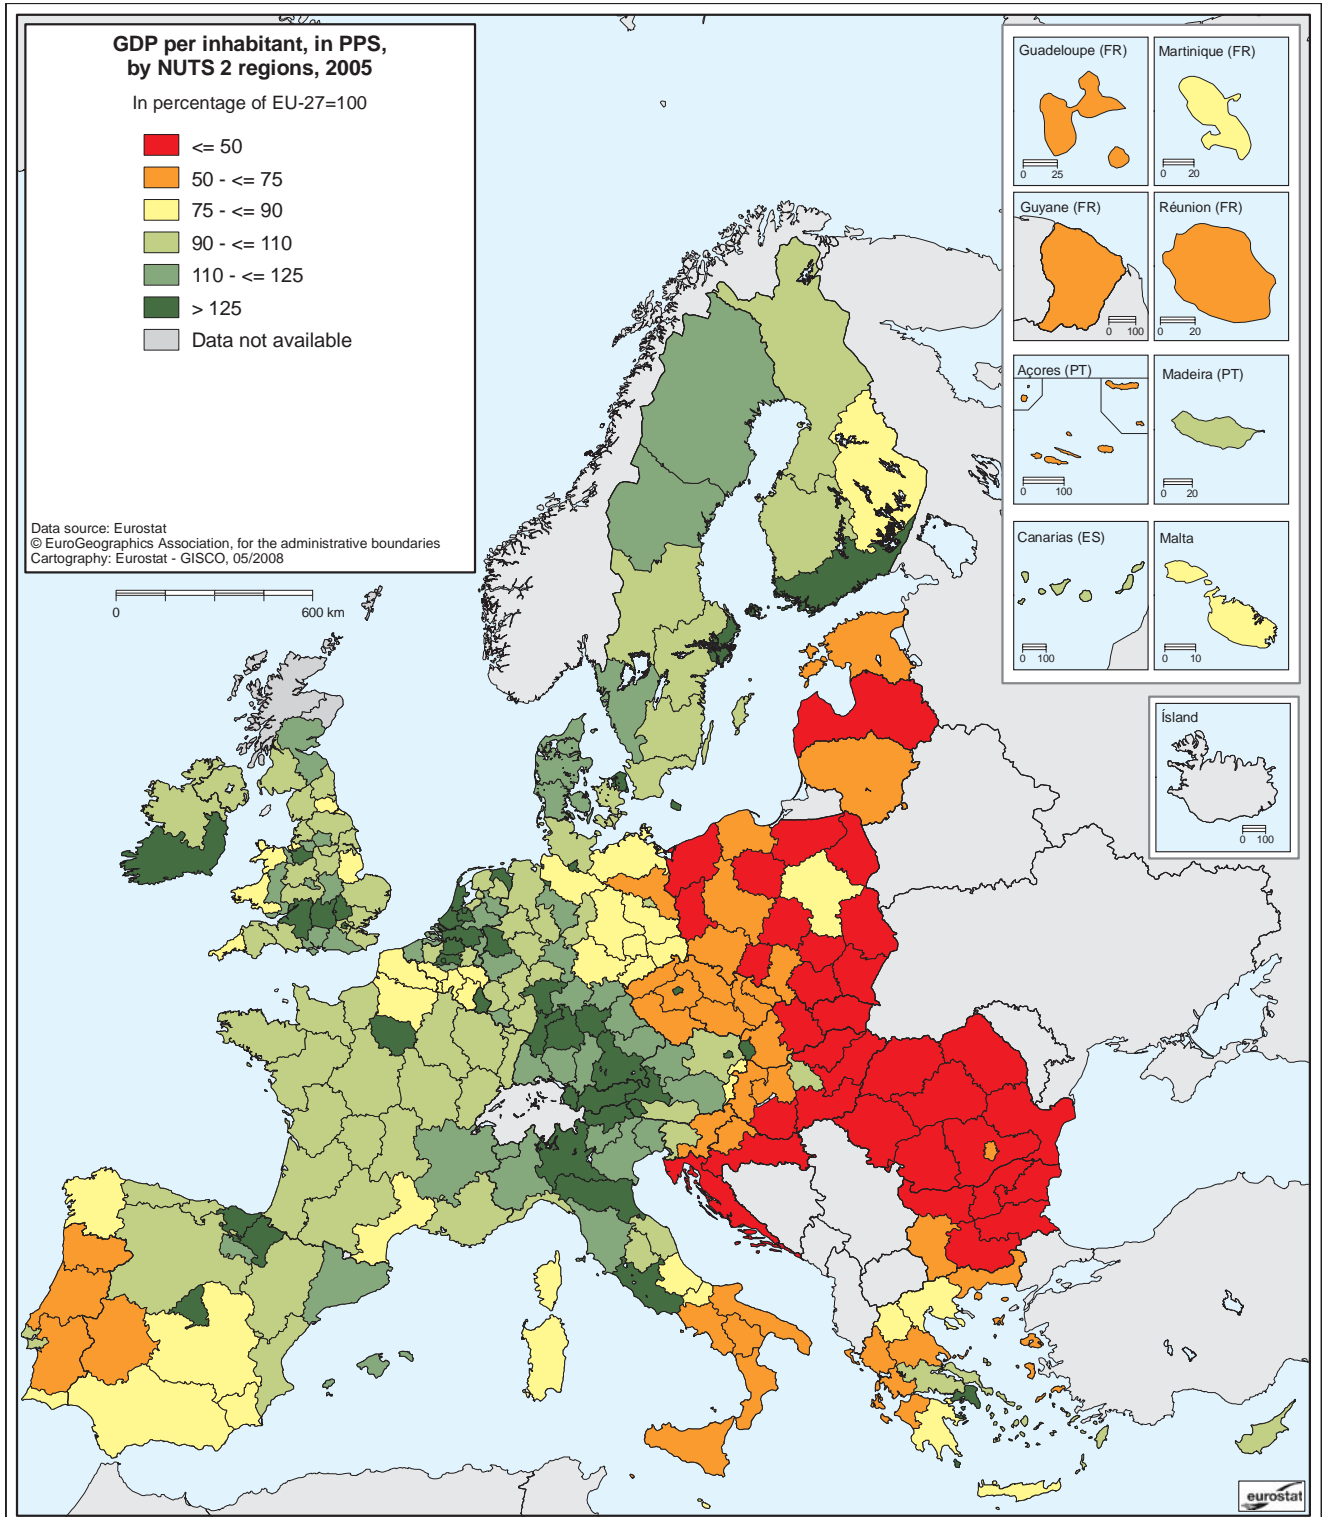 GDP per inhabitant, in PPS,
by NUTS 2 regions, 2005
In percentage of EU-27=100
<= 50
50 - <= 75
75 - <= 90
90 - <= 110
110 - <= 125
> 125
Data not available
Data source: Eurostat
© EuroGeographics Association, for the administrative boundaries
Cartography: Eurostat - GISCO, 05/2008
0 600 km
Guadeloupe (FR)
0 25
Martinique (FR)
0 20
Guyane (FR)
0 100
Réunion (FR)
0 20
Açores (PT)
0 100
Madeira (PT)
0 20
Canarias (ES)
0 100
Malta
0 10
Ísland
0 100
eurostat